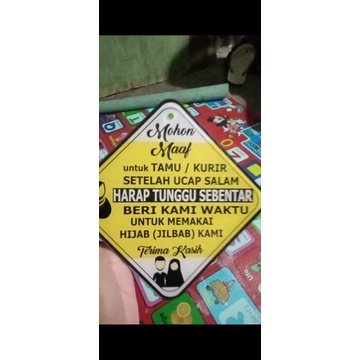 Mohon
Maaf
untuk TAMU / KURIR
SETELAH UCAP SALAM
HARAP TUNGGU SEBENTAR
BERI KAMI WAKTU
UNTUK MEMAKAI
HIJAB (JILBAB) KAMI
Terima Kasih